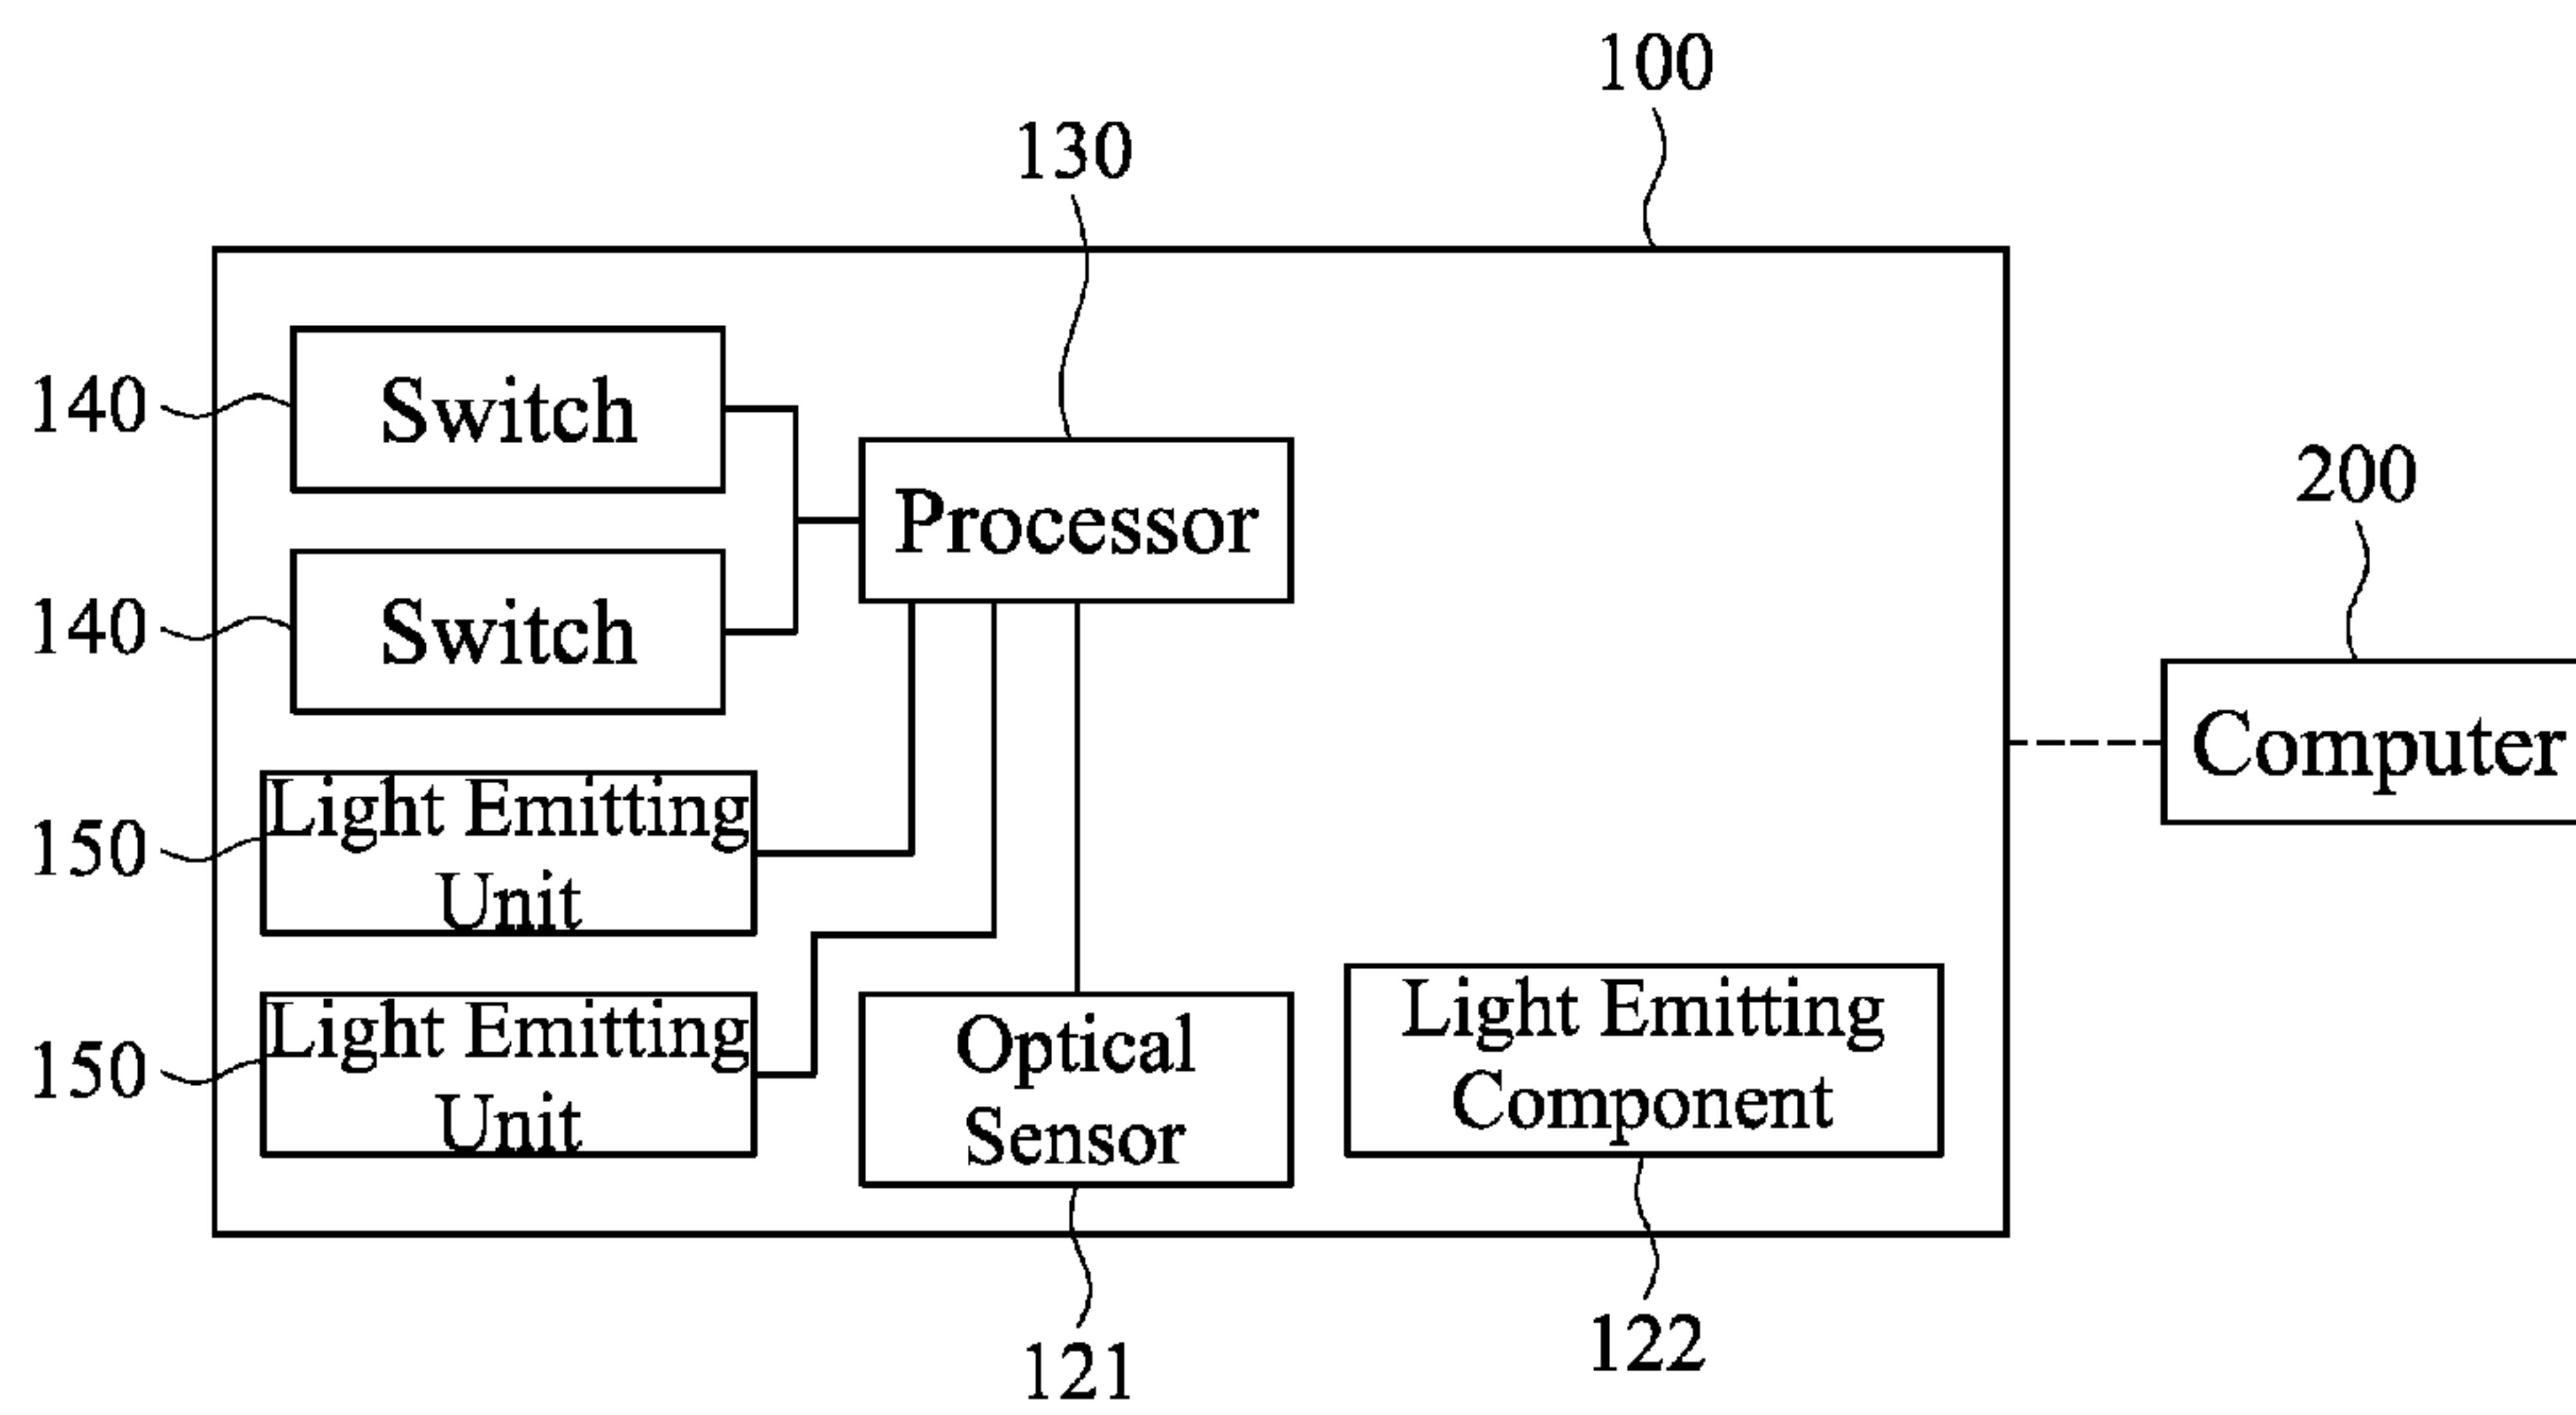 100
130
140
Switch
140
Switch
Processor
200
Computer
150
Light Emitting
Unit
150
Light Emitting
Unit
Optical
Sensor
Light Emitting
Component
121
122